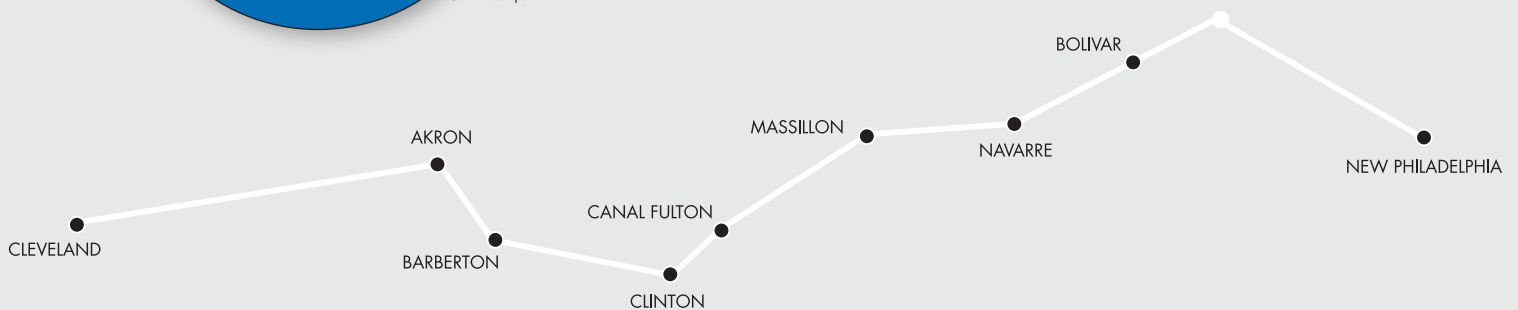 BOLIVAR
AKRON
MASSILLON
NAVARRE
NEW PHILADELPHIA
CANAL FULTON
CLEVELAND
BARBERTON
CLINTON